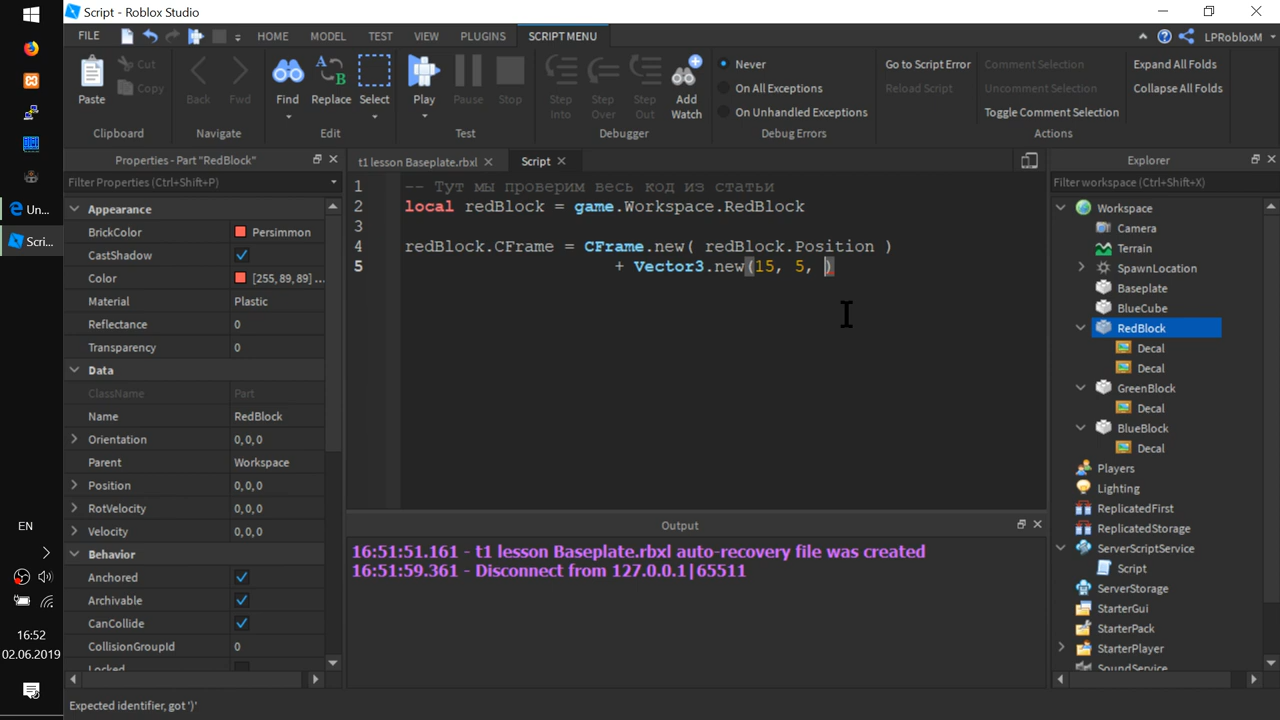 Script - Roblox Studio
FILE
HOME
MODEL
TEST
VIEW
PLUGINS
SCRIPT MENU
LPRobloxM
Paste
Cut
Copy
Clipboard
Back
Fwd
Navigate
Find
Replace
Select
Edit
Play
Pause
Stop
Test
Step Into
Step Over
Step Out
Add Watch
Debugger
Never
On All Exceptions
On Unhandled Exceptions
Debug Errors
Go to Script Error
Reload Script
Comment Selection
Uncomment Selection
Toggle Comment Selection
Expand All Folds
Collapse All Folds
Actions
Properties - Part "RedBlock"
Filter Properties (Ctrl+Shift+P)
Appearance
BrickColor Persimmon
CastShadow
Color [255, 89, 89] ...
Material Plastic
Reflectance 0
Transparency 0
Data
ClassName Part
Name RedBlock
Orientation 0, 0, 0
Parent Workspace
Position 0, 0, 0
RotVelocity 0, 0, 0
Velocity 0, 0, 0
Behavior
Anchored
Archivable
CanCollide
CollisionGroupId 0
Locked
t1 lesson Baseplate.rbxl
Script
1 -- Тут мы проверим весь код из статьи
2 local redBlock = game.Workspace.RedBlock
3
4 redBlock.CFrame = CFrame.new( redBlock.Position )
5 + Vector3.new(15, 5, )
Output
16:51:51.161 - t1 lesson Baseplate.rbxl auto-recovery file was created
16:51:59.361 - Disconnect from 127.0.0.1|65511
Explorer
Filter workspace (Ctrl+Shift+X)
Workspace
Camera
Terrain
SpawnLocation
Baseplate
BlueCube
RedBlock
Decal
Decal
GreenBlock
Decal
BlueBlock
Decal
Players
Lighting
ReplicatedFirst
ReplicatedStorage
ServerScriptService
Script
ServerStorage
StarterGui
StarterPack
StarterPlayer
SoundService
Un...
Scri...
EN
16:52
02.06.2019
Expected identifier, got ')'